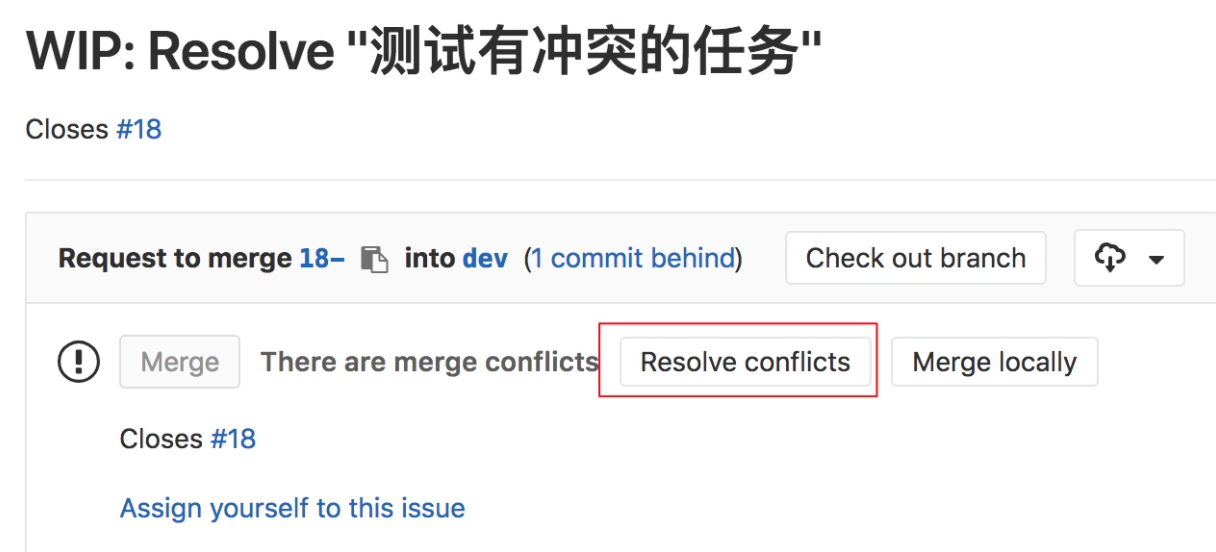 WIP: Resolve "测试有冲突的任务"
Closes #18
Request to merge 18- into dev (1 commit behind) Check out branch
Merge There are merge conflicts Resolve conflicts Merge locally
Closes #18
Assign yourself to this issue